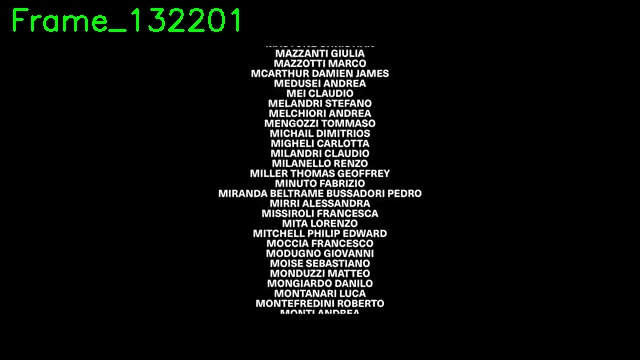 Frame_132201
MAZZANTI GIULIA
MAZZOTTI MARCO
MCARTHUR DAMIEN JAMES
MEDUSEI ANDREA
MEI CLAUDIO
MELANDRI STEFANO
MELCHIORI ANDREA
MENGOZZI TOMMASO
MICHAIL DIMITRIOS
MIGHELI CARLOTTA
MILANDRI CLAUDIO
MILANELLO RENZO
MILLER THOMAS GEOFFREY
MINUTO FABRIZIO
MIRANDA BELTRAME BUSSADORI PEDRO
MIRRI ALESSANDRA
MISSIROLI FRANCESCA
MITA LORENZO
MITCHELL PHILIP EDWARD
MOCCIA FRANCESCO
MODUGNO GIOVANNI
MOISE SEBASTIANO
MONDUZZI MATTEO
MONGIARDO DANILO
MONTANARI LUCA
MONTEFREDINI ROBERTO
MONTI ANDREA